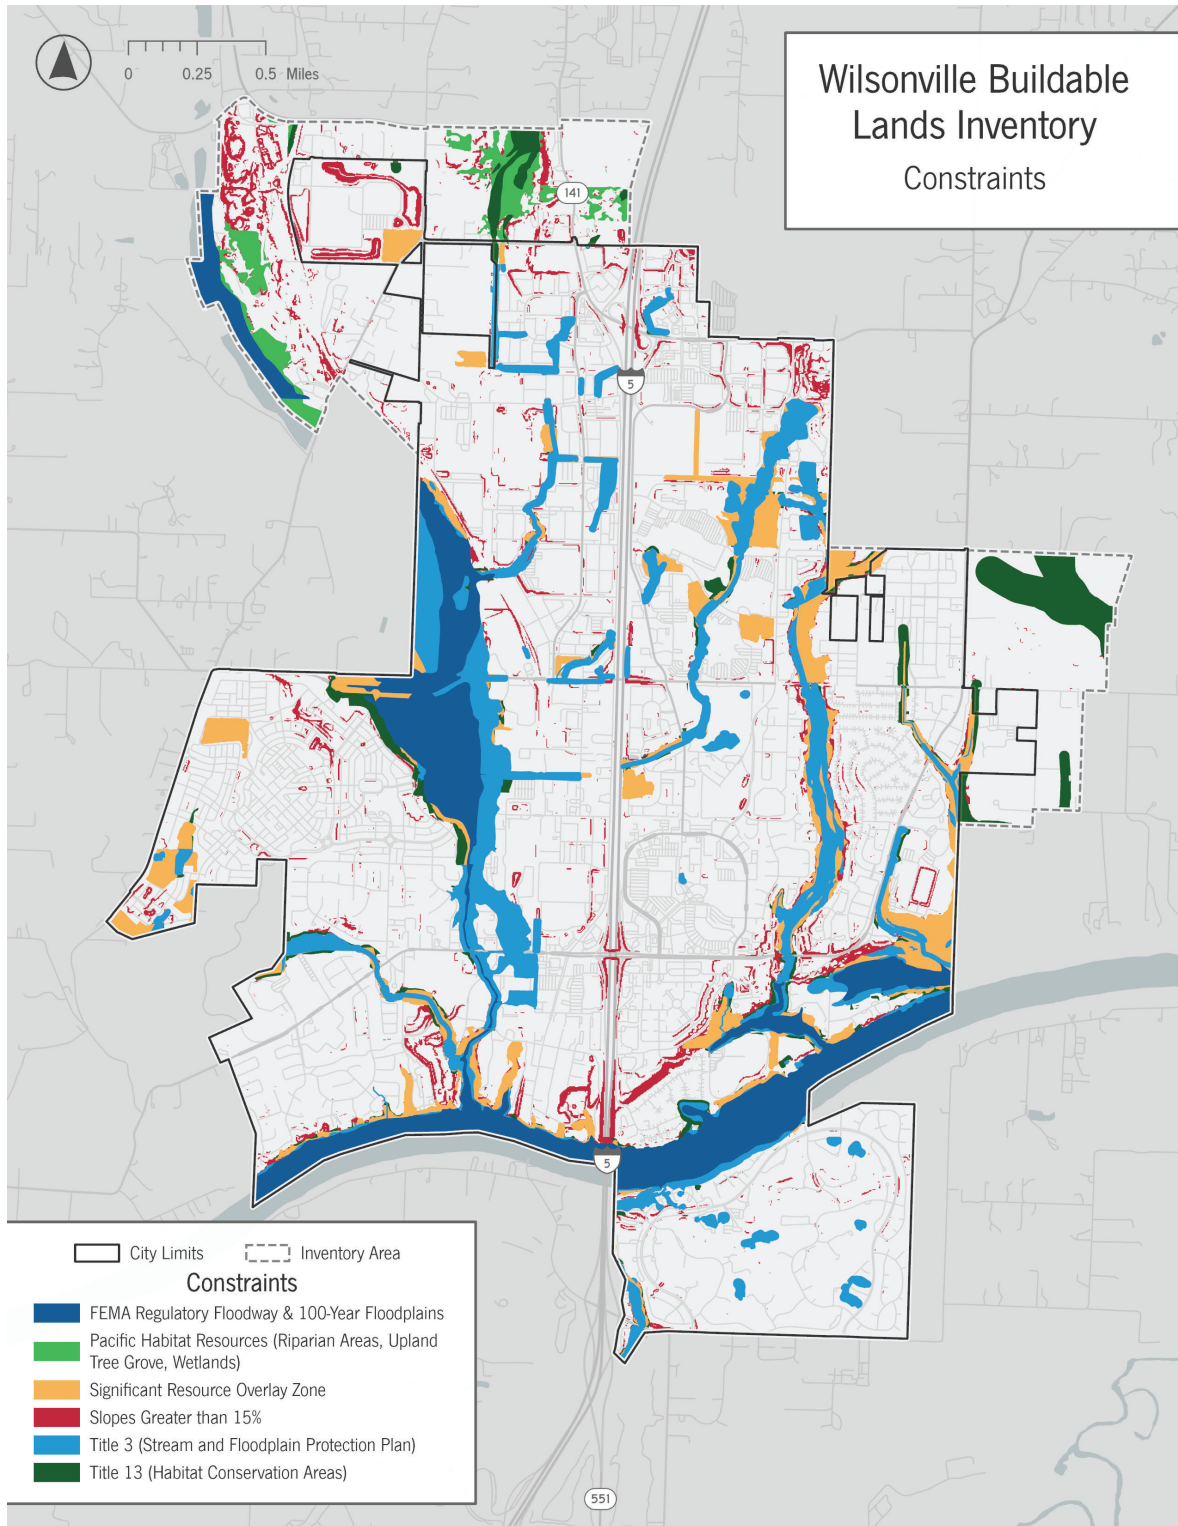 0 0.25 0.5 Miles
Wilsonville Buildable
Lands Inventory
Constraints
141
5
5
City Limits
Inventory Area
Constraints
FEMA Regulatory Floodway & 100-Year Floodplains
Pacific Habitat Resources (Riparian Areas, Upland
Tree Grove, Wetlands)
Significant Resource Overlay Zone
Slopes Greater than 15%
Title 3 (Stream and Floodplain Protection Plan)
Title 13 (Habitat Conservation Areas)
551